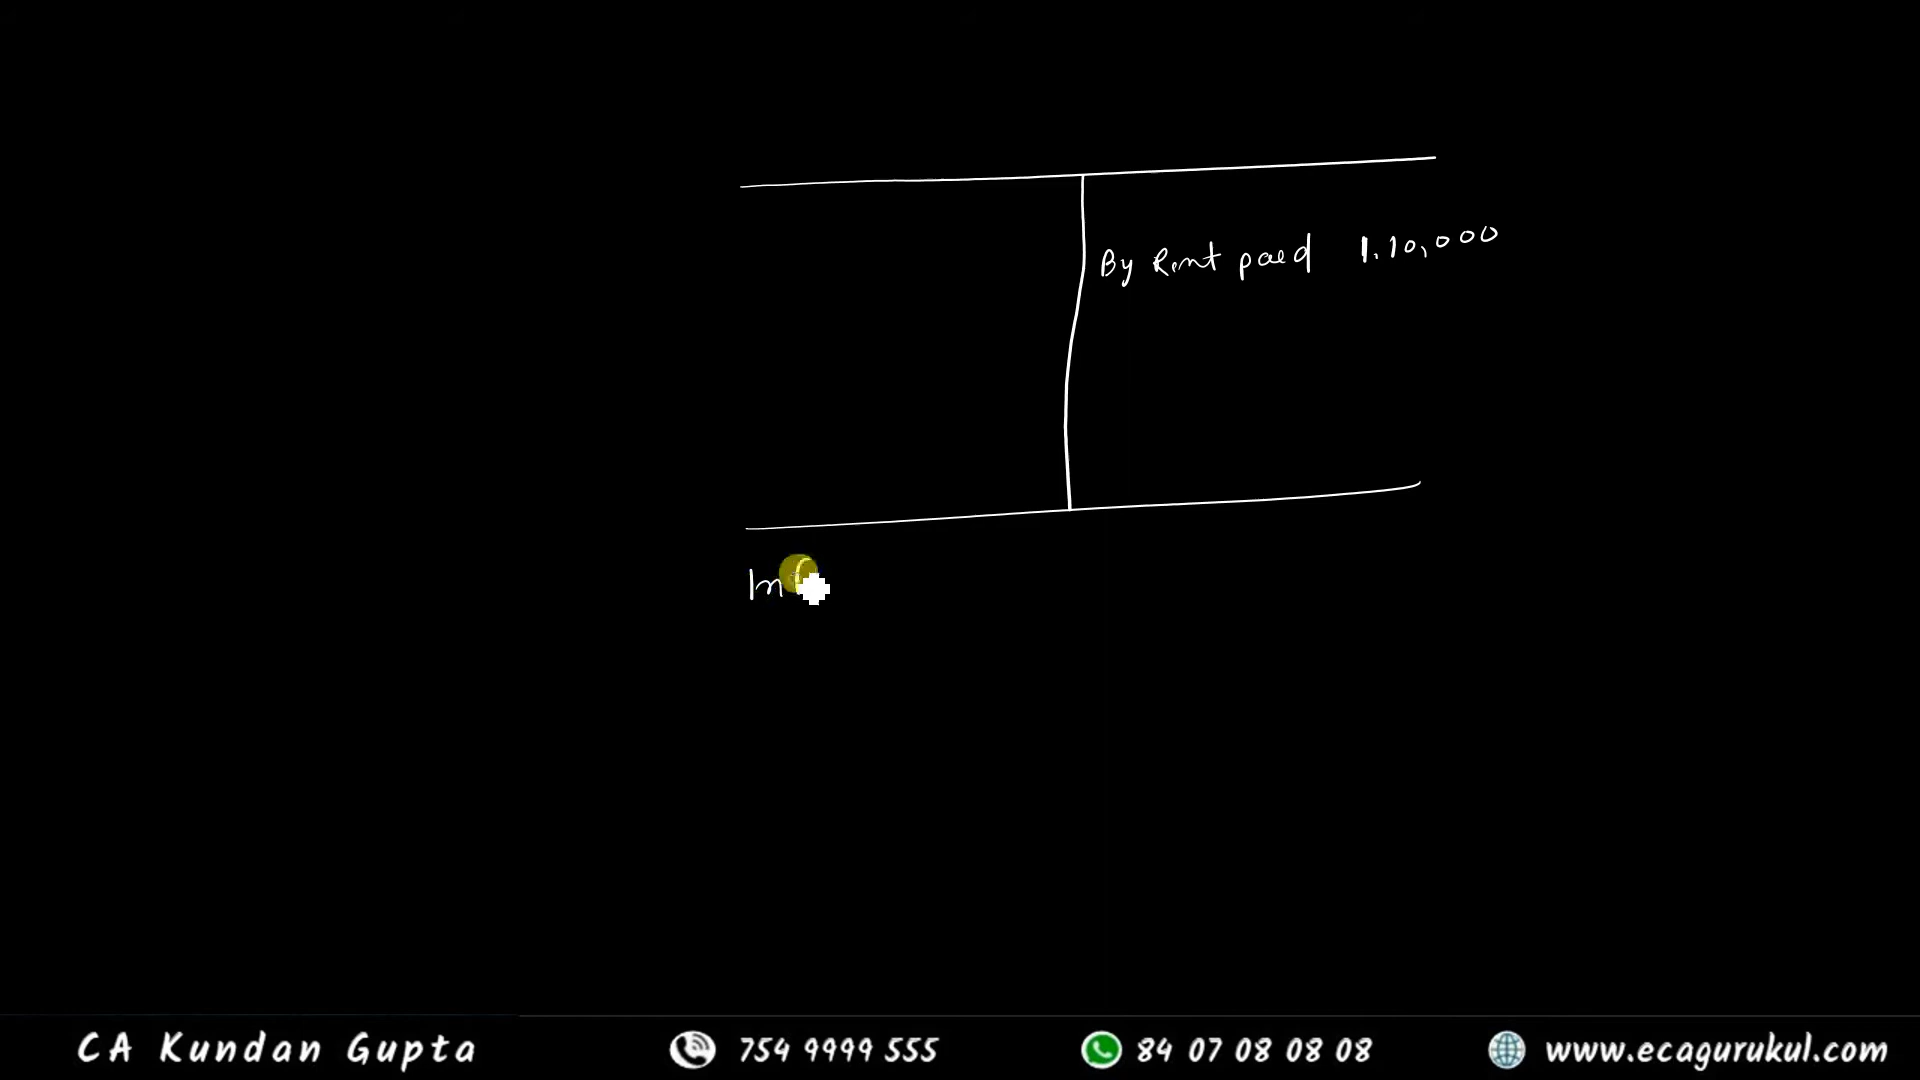 By Rent paid 1,10,000
In
CA Kundan Gupta 754 9999 555 84 07 08 08 08 www.ecagurukul.com